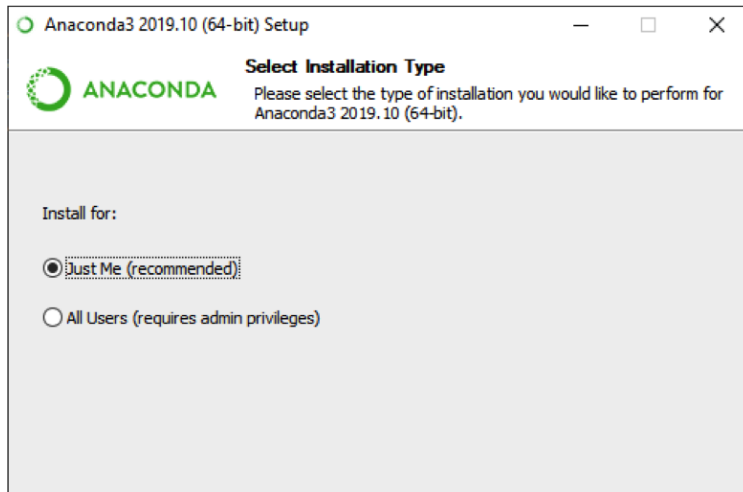 Anaconda3 2019.10 (64-bit) Setup
ANACONDA
Select Installation Type
Please select the type of installation you would like to perform for
Anaconda3 2019.10 (64-bit).
Install for:
Just Me (recommended)
All Users (requires admin privileges)